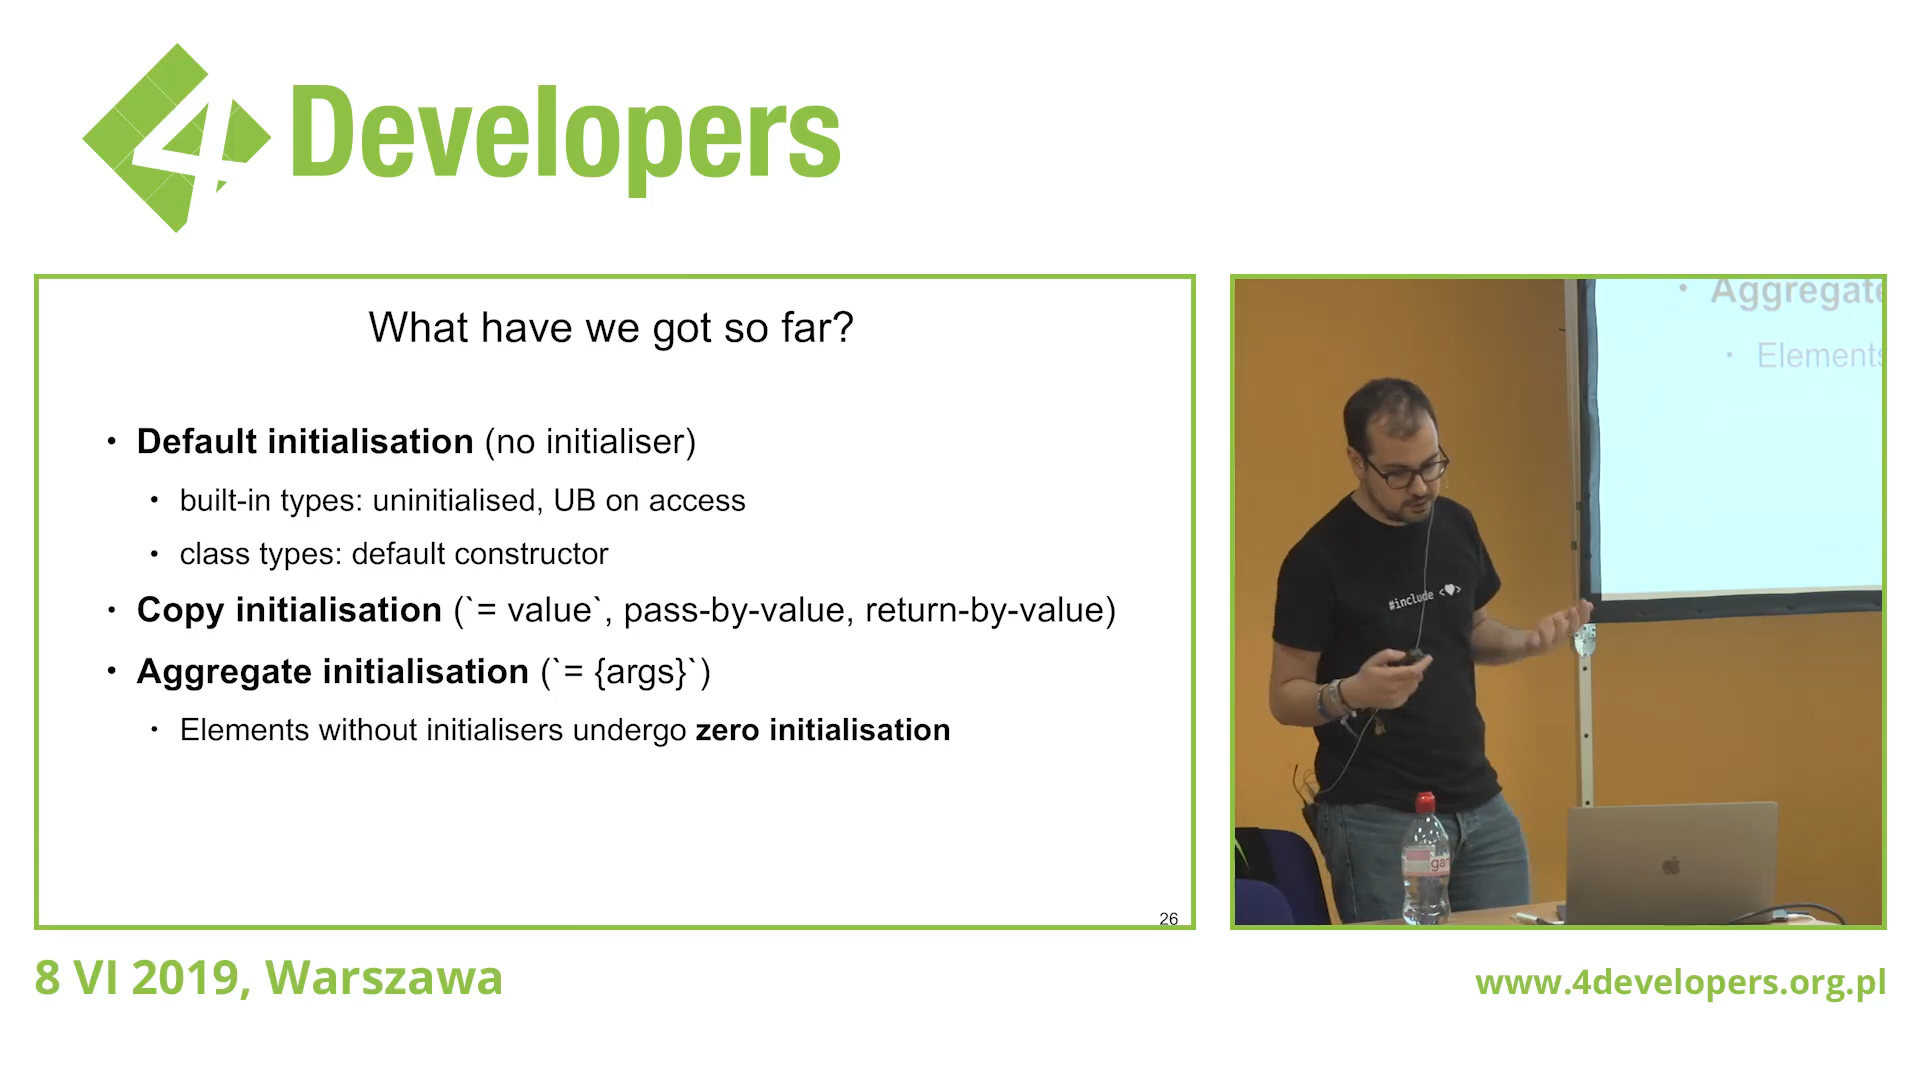 4 Developers
What have we got so far?
• Default initialisation (no initialiser)
• built-in types: uninitialised, UB on access
• class types: default constructor
• Copy initialisation (`= value`, pass-by-value, return-by-value)
• Aggregate initialisation (`= {args}`)
• Elements without initialisers undergo zero initialisation
26
• Aggregate
• Elements
#include <♥>
ga
8 VI 2019, Warszawa
www.4developers.org.pl